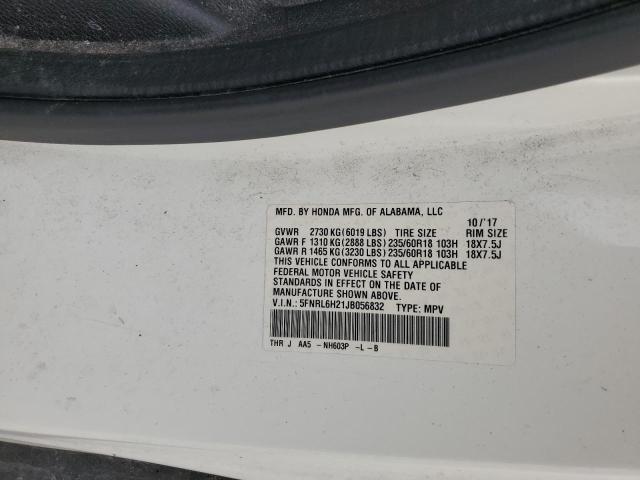 MFD. BY HONDA MFG. OF ALABAMA, LLC 10/'17
GVWR 2730 KG (6019 LBS) TIRE SIZE RIM SIZE
GAWR F 1310 KG (2888 LBS) 235/60R18 103H 18X7.5J
GAWR R 1465 KG (3230 LBS) 235/60R18 103H 18X7.5J
THIS VEHICLE CONFORMS TO ALL APPLICABLE
FEDERAL MOTOR VEHICLE SAFETY
STANDARDS IN EFFECT ON THE DATE OF
MANUFACTURE SHOWN ABOVE.
V.I.N.: 5FNRL6H21JB056832 TYPE: MPV
THR J AA5 -NH603P -L -B